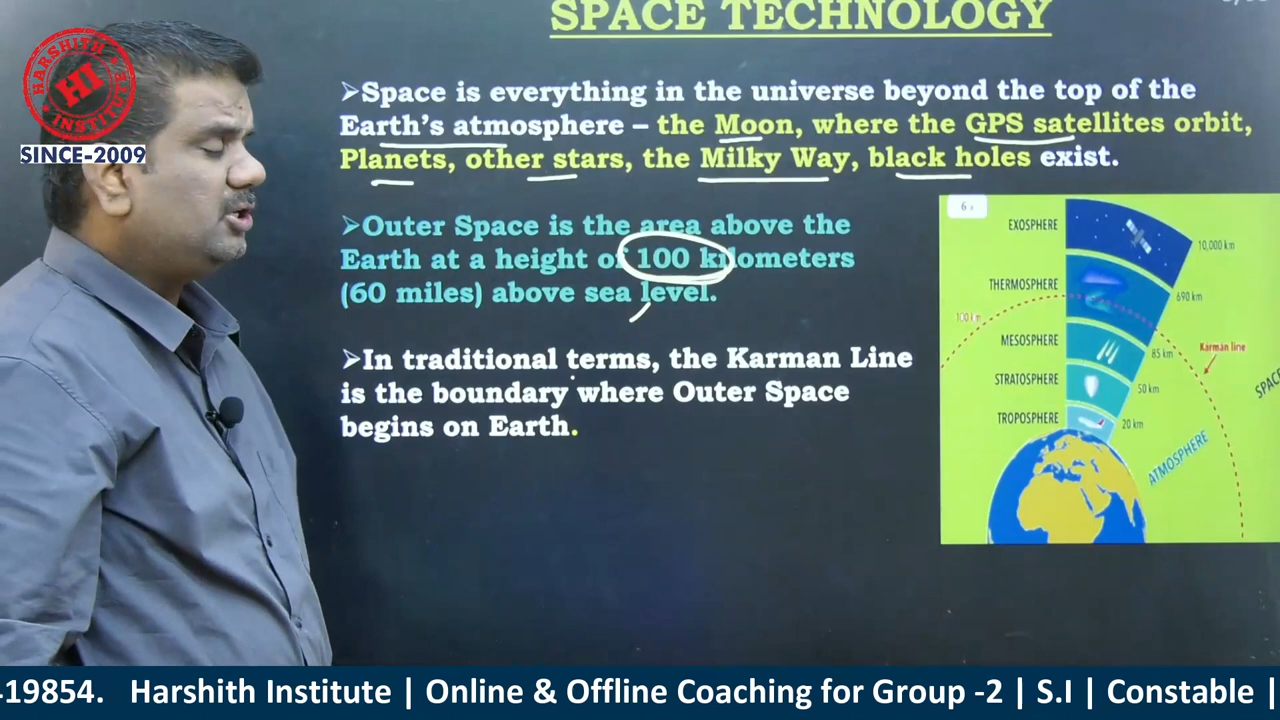 SPACE TECHNOLOGY
HARSHITH
HI
INSTITUTE
SINCE-2009
➢Space is everything in the universe beyond the top of the
Earth's atmosphere – the Moon, where the GPS satellites orbit,
Planets, other stars, the Milky Way, black holes exist.
➢Outer Space is the area above the
Earth at a height of 100 kilometers
(60 miles) above sea level.
➢In traditional terms, the Karman Line
is the boundary where Outer Space
begins on Earth.
EXOSPHERE
10,000 km
THERMOSPHERE
690 km
100 km
MESOSPHERE
85 km
Karman line
STRATOSPHERE
50 km
SPACE
TROPOSPHERE
20 km
ATMOSPHERE
19854. Harshith Institute | Online & Offline Coaching for Group -2 | S.I | Constable |